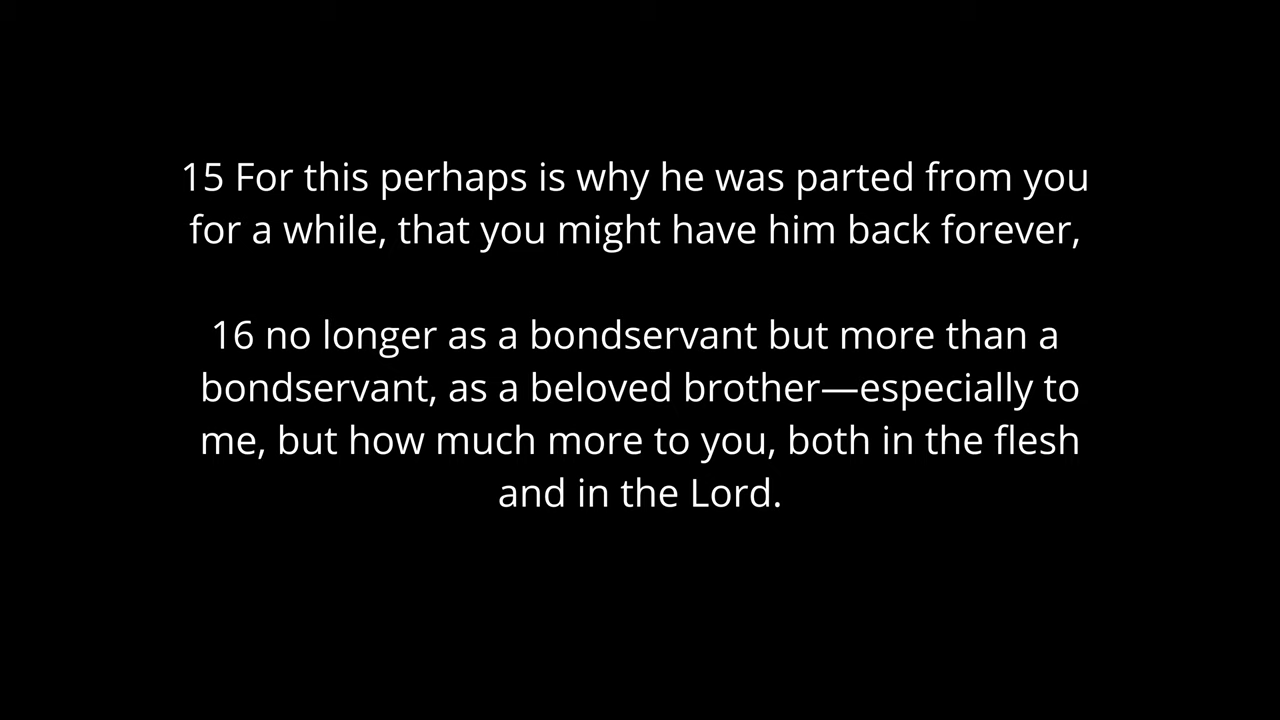 15 For this perhaps is why he was parted from you
for a while, that you might have him back forever,
16 no longer as a bondservant but more than a
bondservant, as a beloved brother—especially to
me, but how much more to you, both in the flesh
and in the Lord.